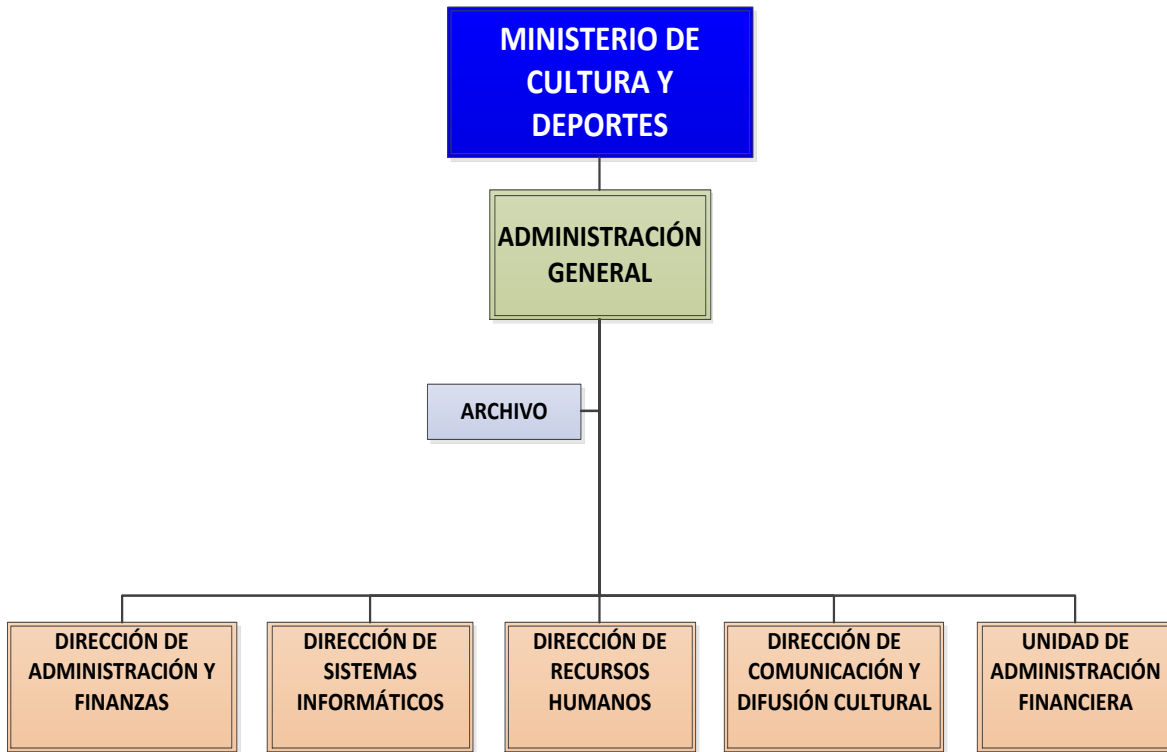 MINISTERIO DE
CULTURA Y
DEPORTES
ADMINISTRACIÓN
GENERAL
ARCHIVO
DIRECCIÓN DE
ADMINISTRACIÓN Y
FINANZAS
DIRECCIÓN DE
SISTEMAS
INFORMÁTICOS
DIRECCIÓN DE
RECURSOS
HUMANOS
DIRECCIÓN DE
COMUNICACIÓN Y
DIFUSIÓN CULTURAL
UNIDAD DE
ADMINISTRACIÓN
FINANCIERA